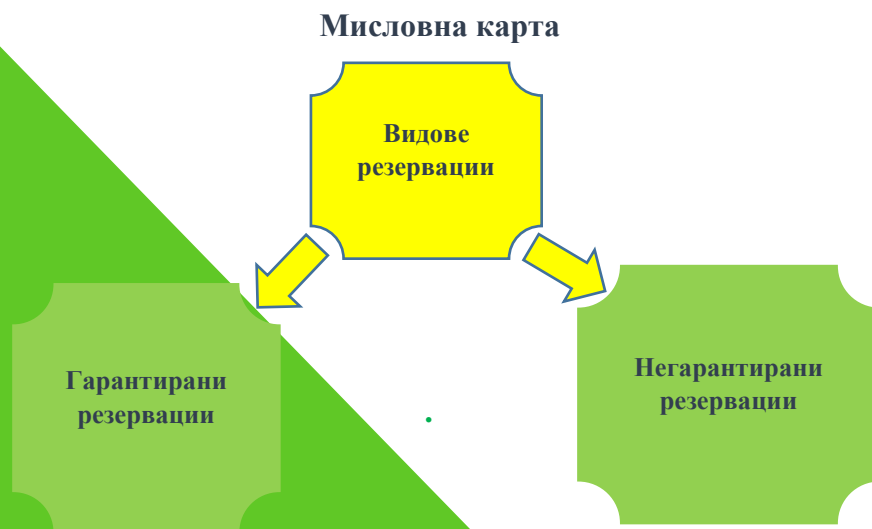 Мисловна карта
Видове
резервации
Гарантирани
резервации
Негарантирани
резервации
.